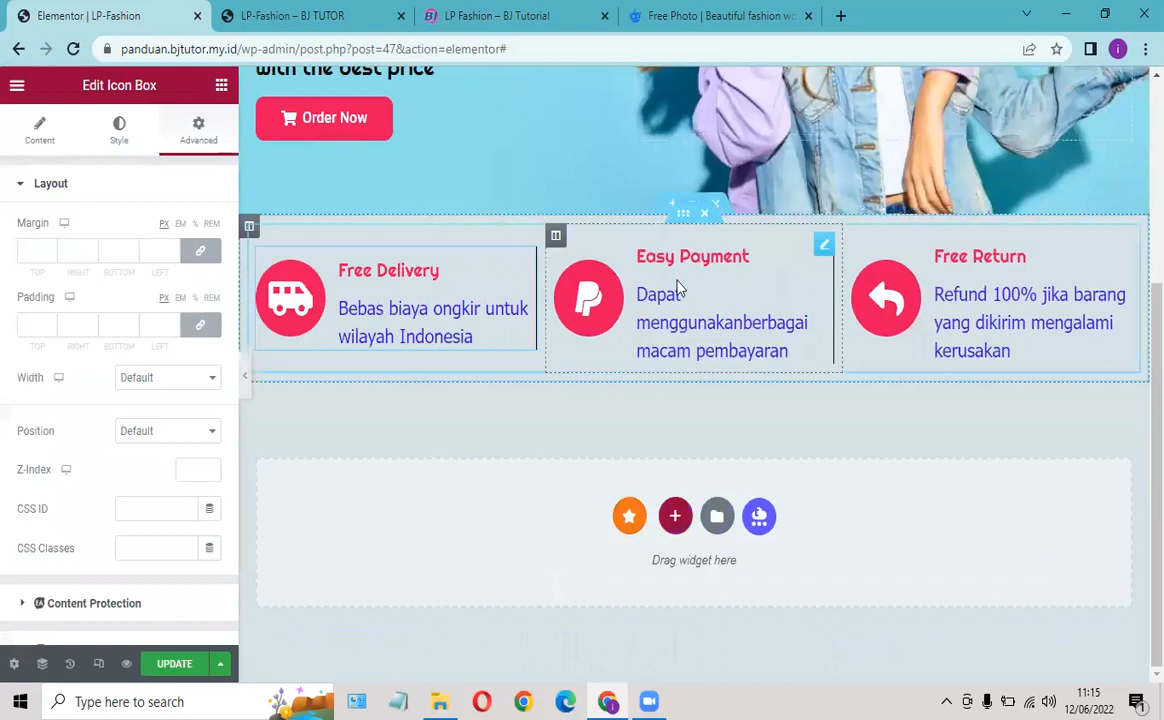 Elementor | LP-Fashion
LP-Fashion – BJ TUTOR
LP Fashion – BJ Tutorial
Free Photo | Beautiful fashion wo
panduan.bjtutor.my.id/wp-admin/post.php?post=47&action=elementor#
Edit Icon Box
Content
Style
Advanced
Layout
Margin
PX EM % REM
TOP RIGHT BOTTOM LEFT
Padding
PX EM % REM
TOP RIGHT BOTTOM LEFT
Width
Default
Position
Default
Z-Index
CSS ID
CSS Classes
Content Protection
UPDATE
with the best price
Order Now
Free Delivery
Bebas biaya ongkir untuk
wilayah Indonesia
Easy Payment
Dapat
menggunakanberbagai
macam pembayaran
Free Return
Refund 100% jika barang
yang dikirim mengalami
kerusakan
Drag widget here
Type here to search
11:15
12/06/2022